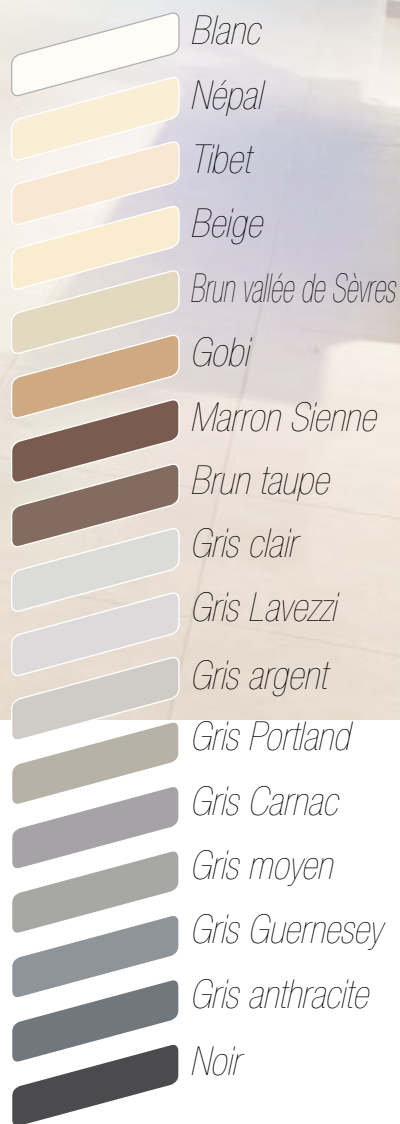 Blanc
Népal
Tibet
Beige
Brun vallée de Sèvres
Gobi
Marron Sienne
Brun taupe
Gris clair
Gris Lavezzi
Gris argent
Gris Portland
Gris Carnac
Gris moyen
Gris Guernesey
Gris anthracite
Noir